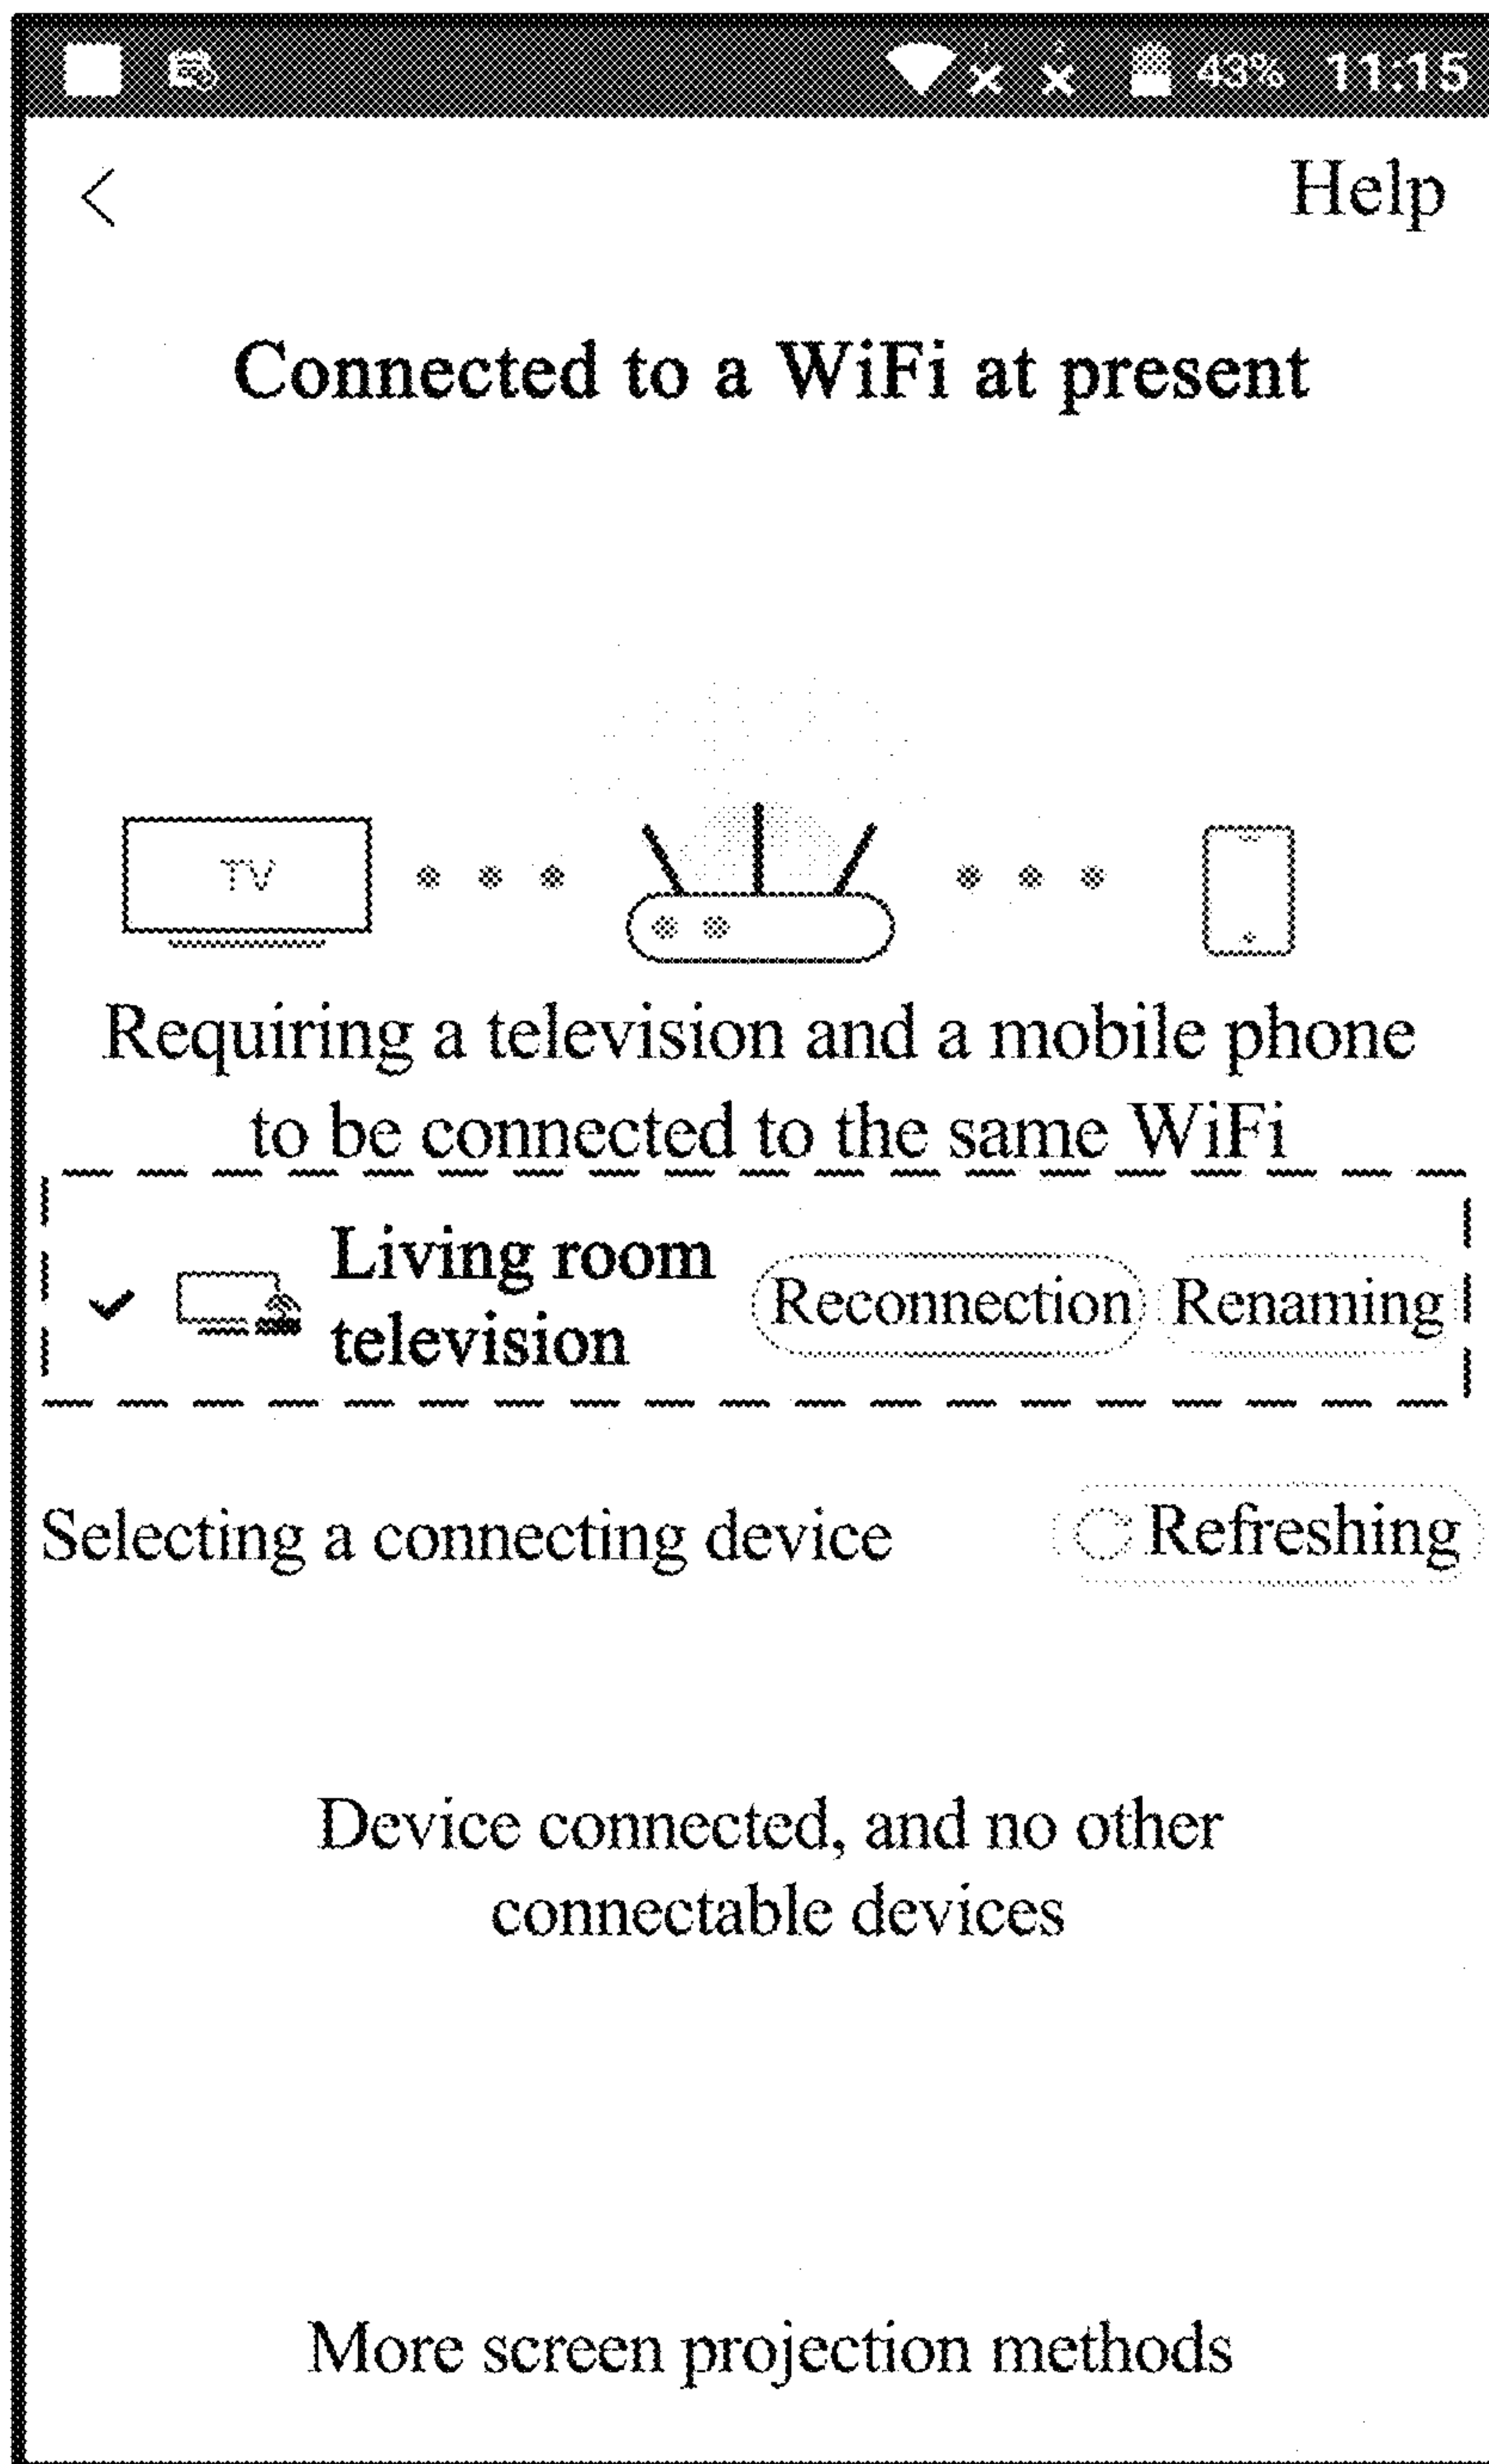 43% 11:15
Help
Connected to a WiFi at present
TV
Requiring a television and a mobile phone
to be connected to the same WiFi
Living room
television
Reconnection
Renaming
Selecting a connecting device
Refreshing
Device connected, and no other
connectable devices
More screen projection methods